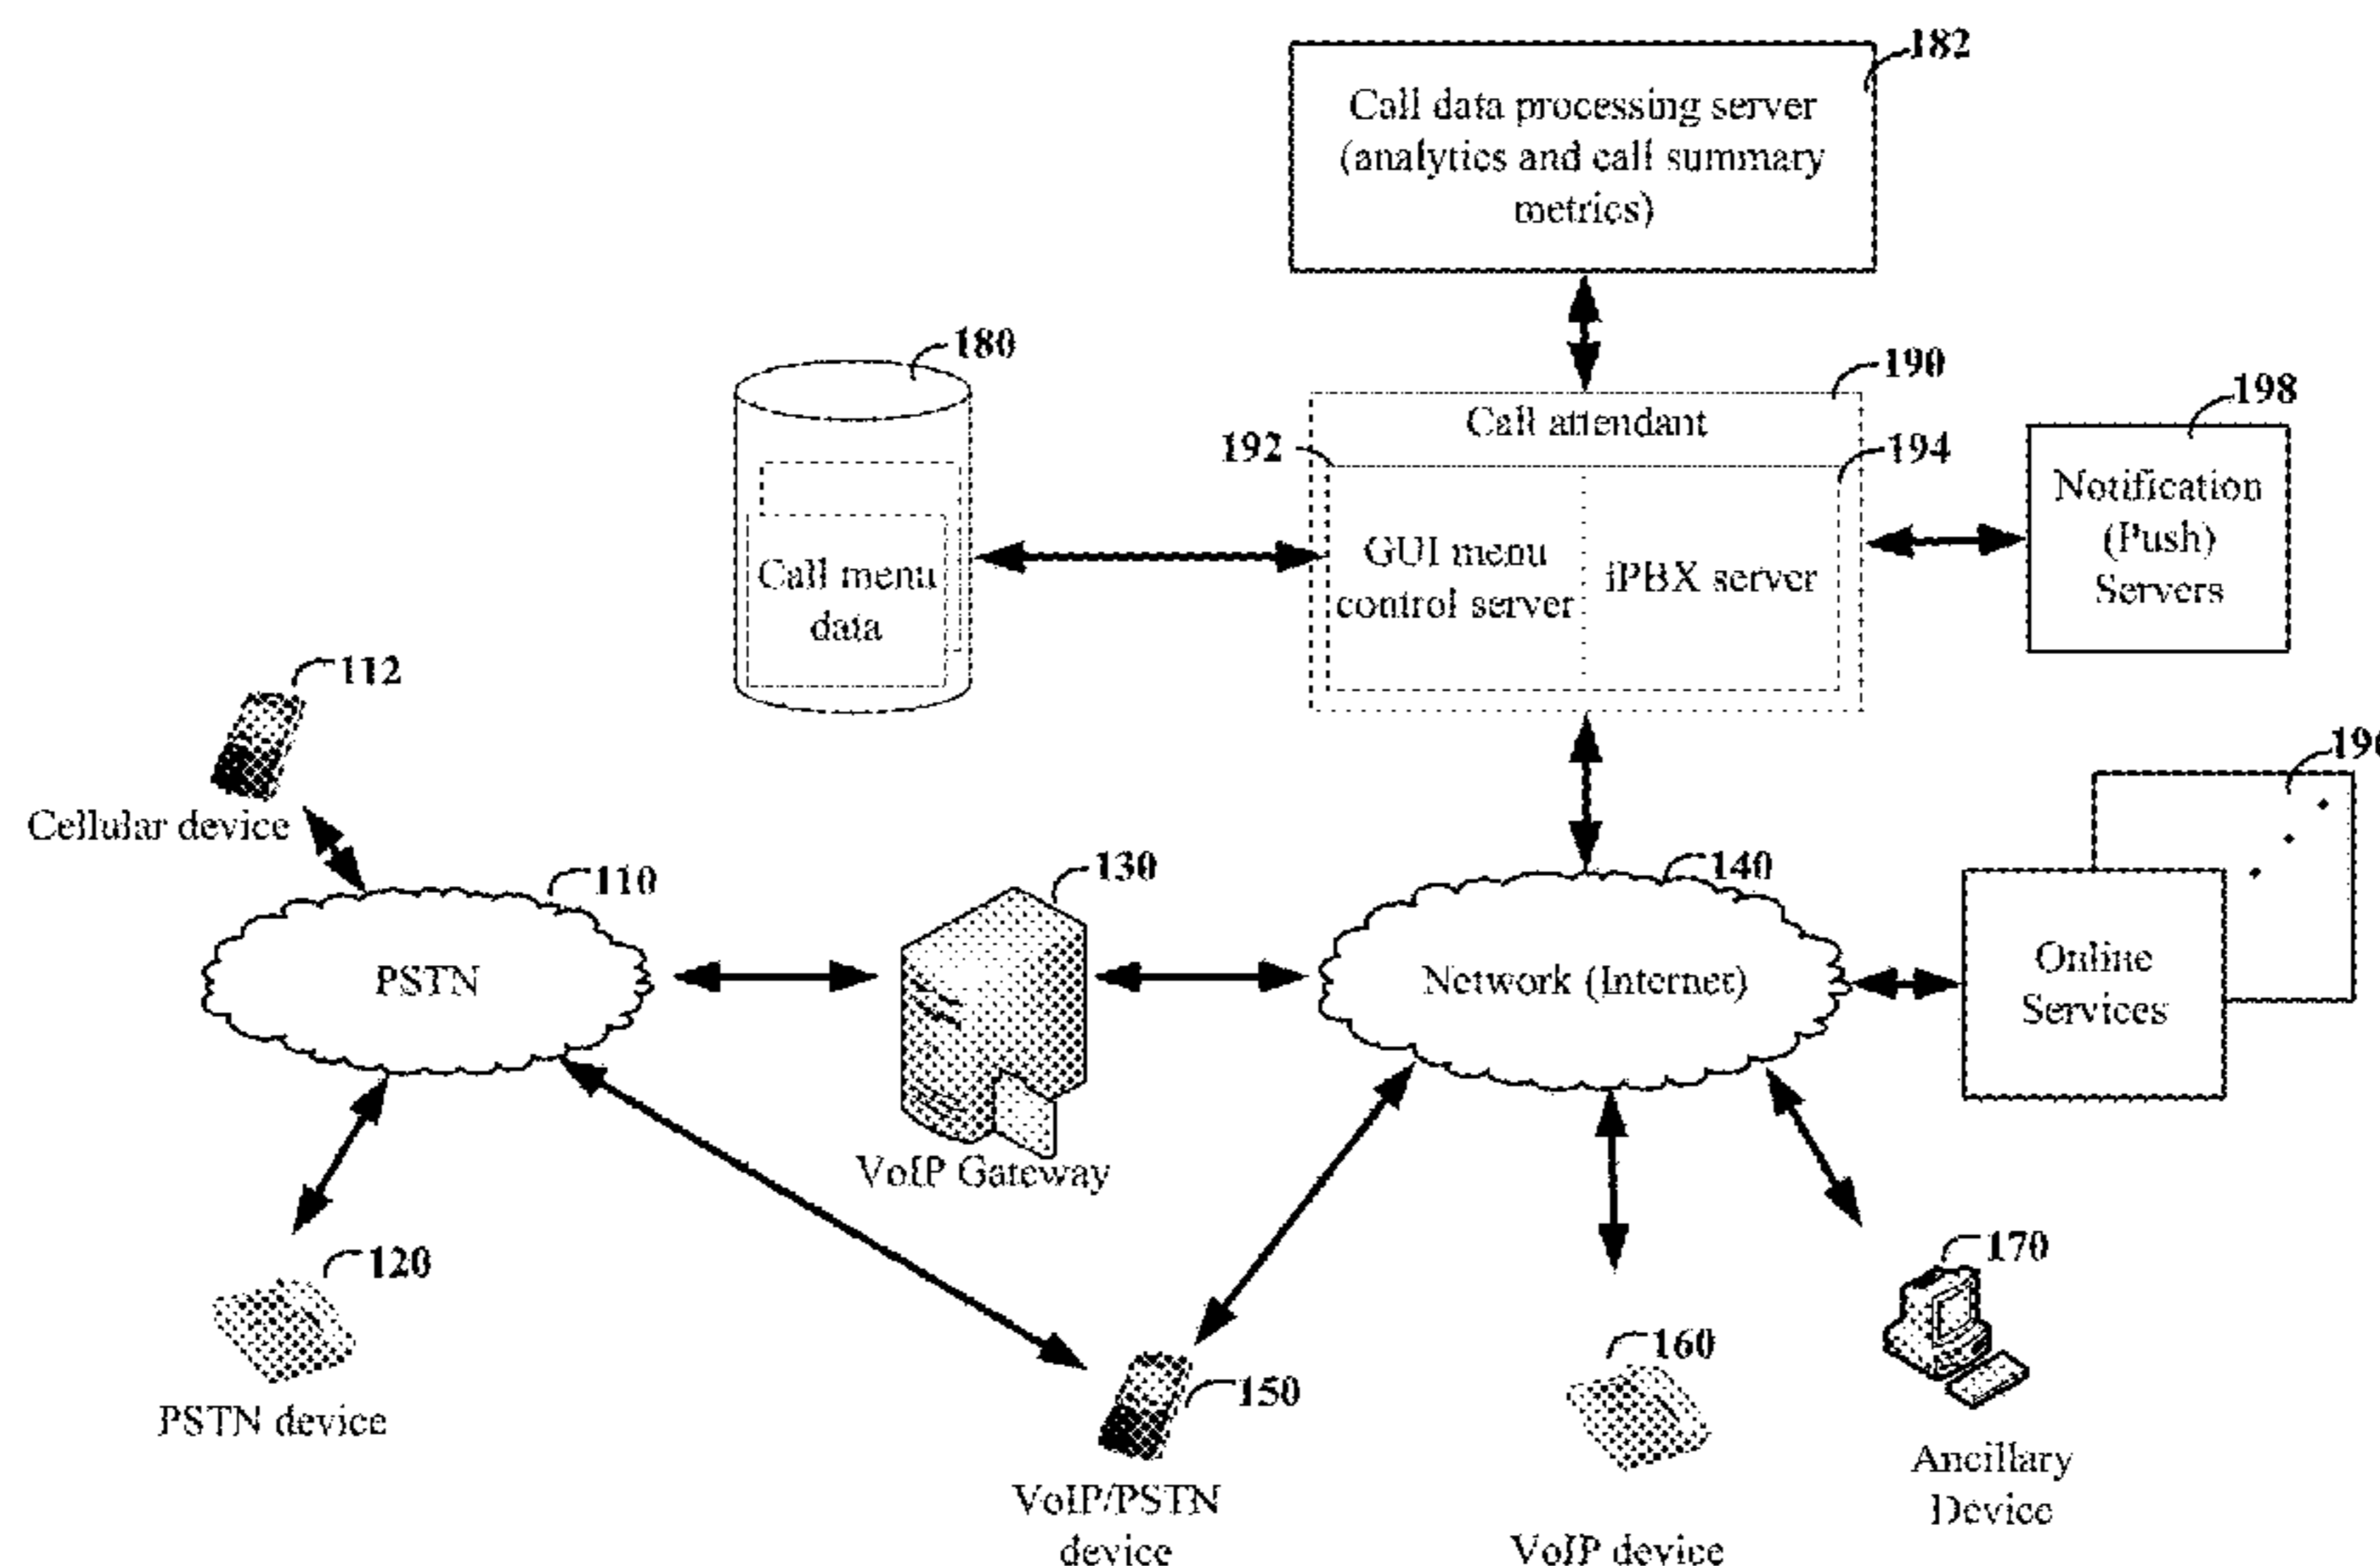 182
Call data processing server
(analytics and call summary
metrics)
180
190
Call attendant
198
192
194
Notification
(Push)
Servers
GUI menu
control server
iPBX server
Call menu
data
112
Cellular device
110
PSTN
130
VoIP Gateway
140
Network (Internet)
Online
Services
120
PSTN device
150
VoIP/PSTN
device
160
VoIP device
170
Ancillary
Device